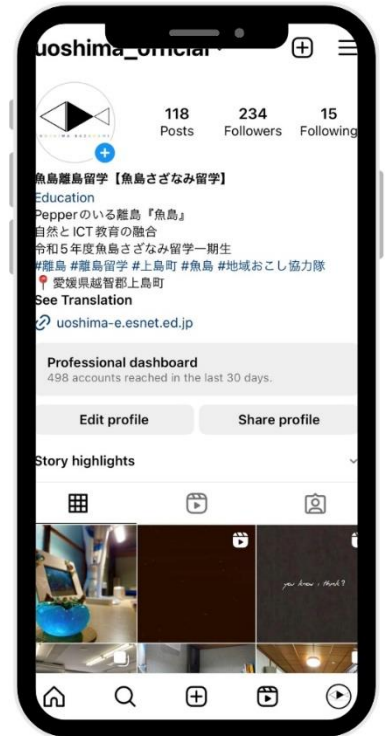 uoshima_official
118
Posts
234
Followers
15
Following
魚島離島留学【魚島さざなみ留学】
Education
Pepperのいる離島『魚島』
自然とICT教育の融合
令和5年度魚島さざなみ留学一期生
#離島 #離島留学 #上島町 #魚島 #地域おこし協力隊
愛媛県越智郡上島町
See Translation
uoshima-e.esnet.ed.jp
Professional dashboard
498 accounts reached in the last 30 days.
Edit profile
Share profile
Story highlights
you know i think?